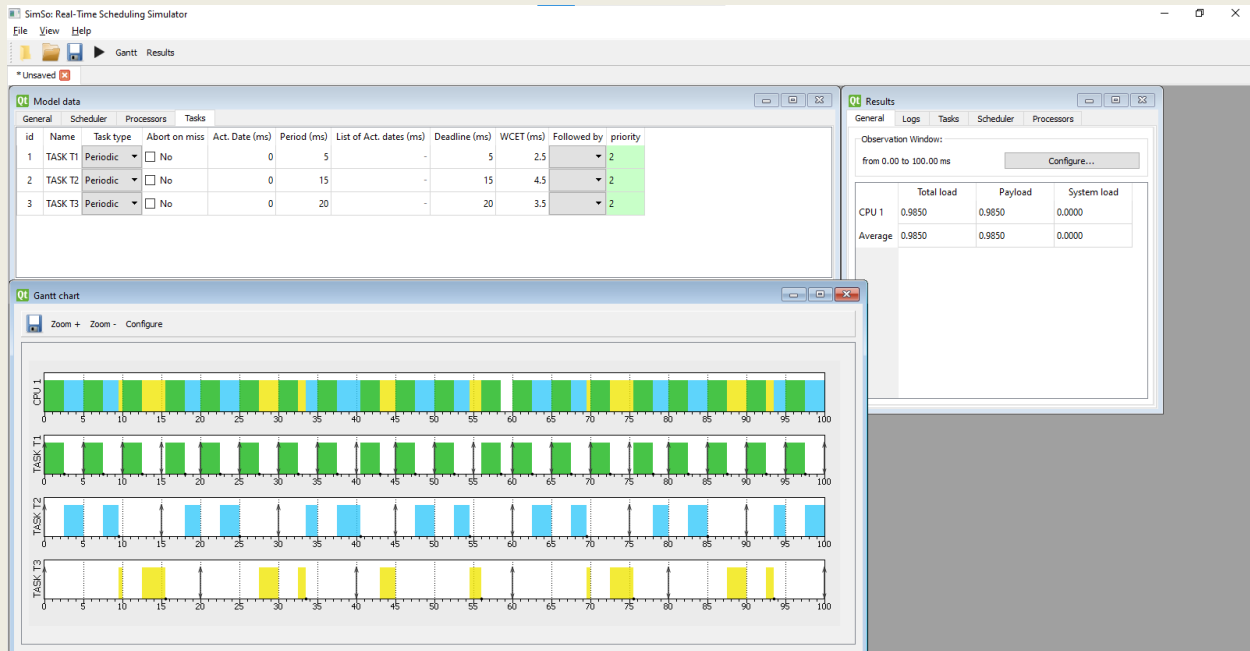 SimSo: Real-Time Scheduling Simulator
File View Help
Gantt Results
*Unsaved
Qt Model data
General Scheduler Processors Tasks
id Name Task type Abort on miss Act. Date (ms) Period (ms) List of Act. dates (ms) Deadline (ms) WCET (ms) Followed by priority
1 TASK T1 Periodic No 0 5 - 5 2.5 2
2 TASK T2 Periodic No 0 15 - 15 4.5 2
3 TASK T3 Periodic No 0 20 - 20 3.5 2
Qt Results
General Logs Tasks Scheduler Processors
Observation Window:
from 0.00 to 100.00 ms Configure...
Total load Payload System load
CPU 1 0.9850 0.9850 0.0000
Average 0.9850 0.9850 0.0000
Qt Gantt chart
Zoom + Zoom - Configure
CPU 1
0 5 10 15 20 25 30 35 40 45 50 55 60 65 70 75 80 85 90 95 100
TASK T1
0 5 10 15 20 25 30 35 40 45 50 55 60 65 70 75 80 85 90 95 100
TASK T2
0 5 10 15 20 25 30 35 40 45 50 55 60 65 70 75 80 85 90 95 100
TASK T3
0 5 10 15 20 25 30 35 40 45 50 55 60 65 70 75 80 85 90 95 100